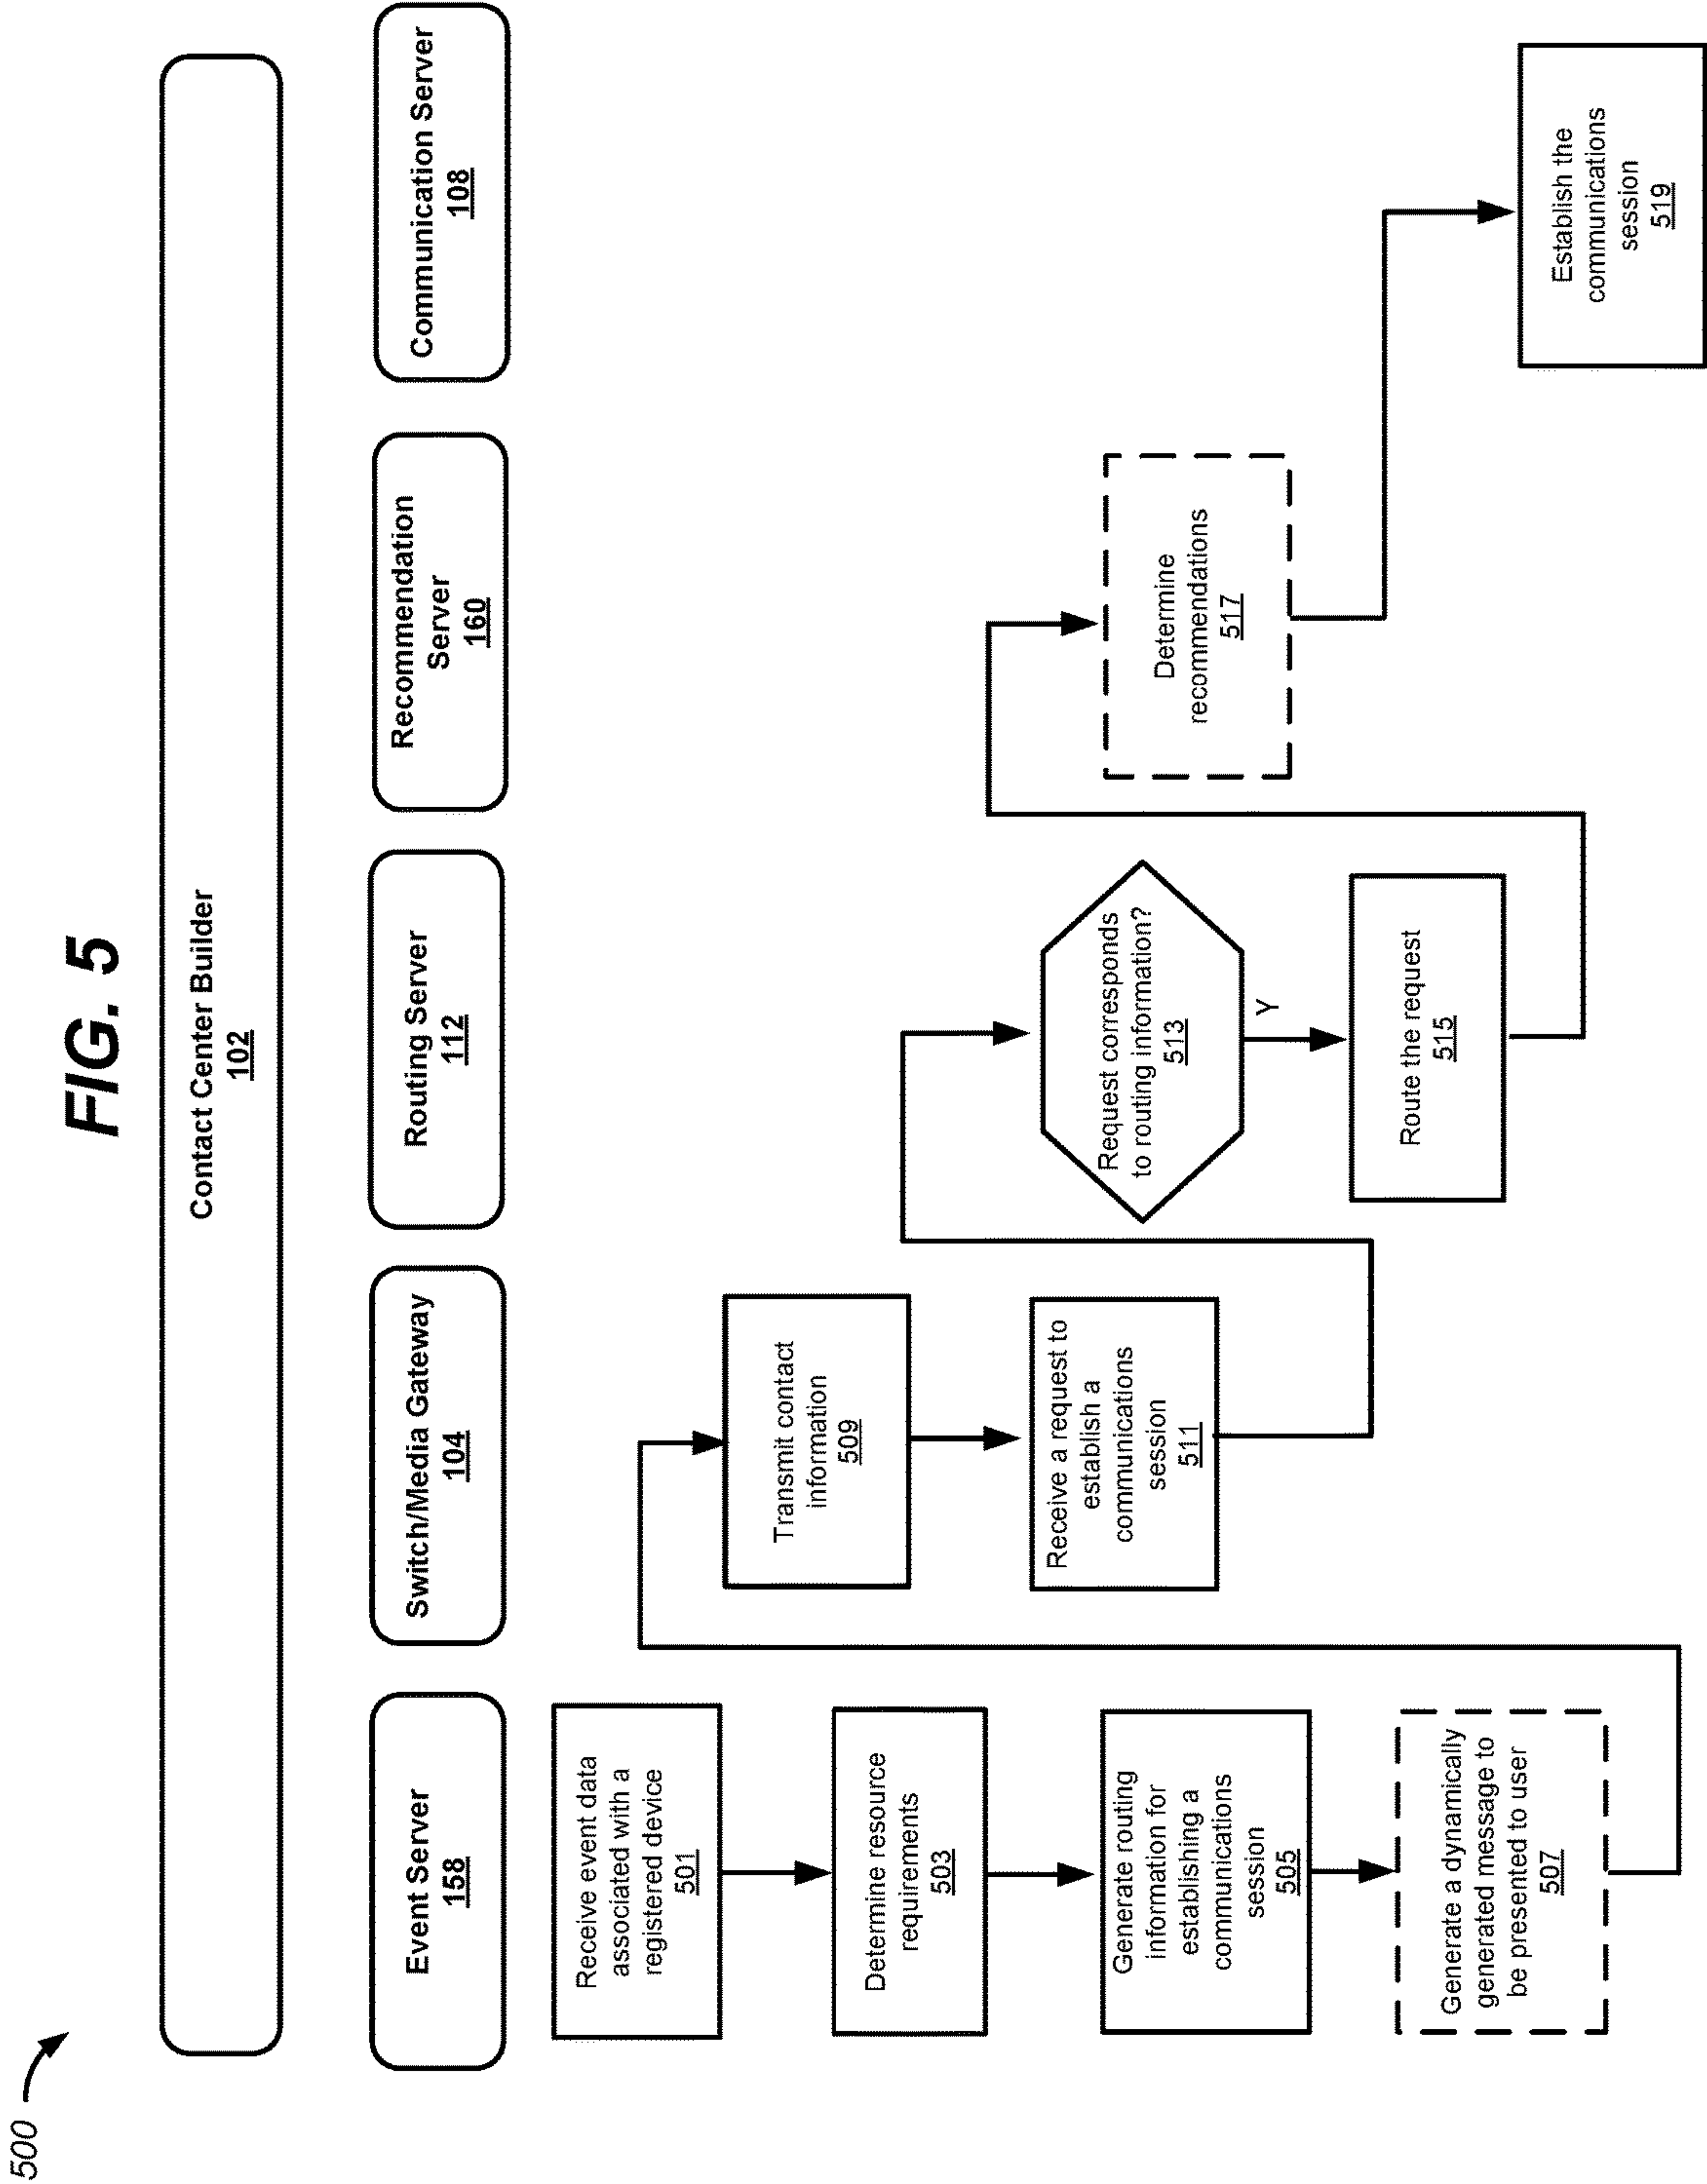 500
FIG. 5
Contact Center Builder
102
Event Server
158
Switch/Media Gateway
104
Routing Server
112
Recommendation
Server
160
Communication Server
108
Receive event data
associated with a
registered device
501
Determine resource
requirements
503
Generate routing
information for
establishing a
communications
session
505
Generate a dynamically
generated message to
be presented to user
507
Transmit contact
information
509
Receive a request to
establish a
communications
session
511
Request corresponds
to routing information?
513
Y
Route the request
515
Determine
recommendations
517
Establish the
communications
session
519